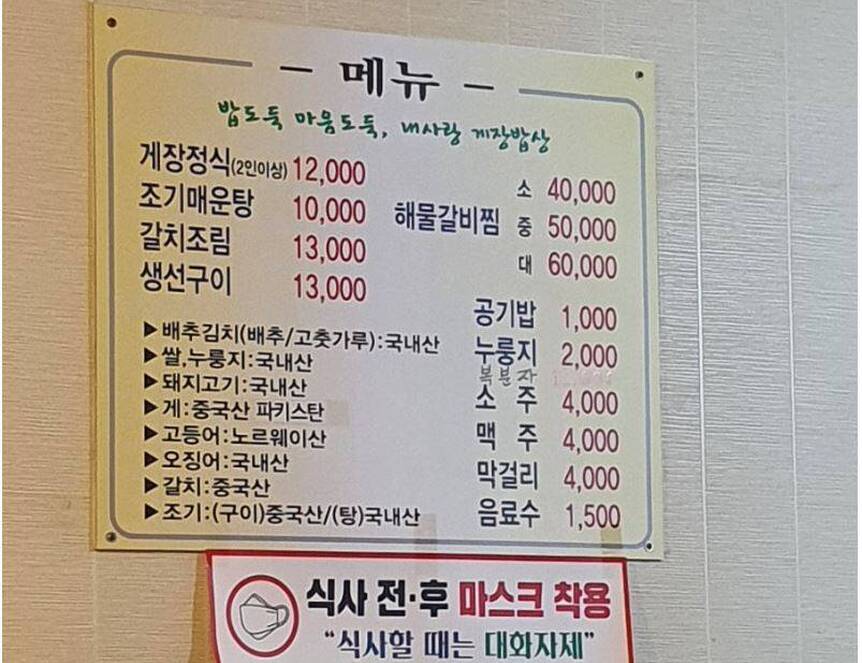 - 메뉴 -
밥도둑 마음도둑, 내사랑 게장밥상
게장정식(2인이상) 12,000
조기매운탕 10,000
갈치조림 13,000
생선구이 13,000
▶배추김치(배추/고춧가루):국내산
▶쌀,누룽지:국내산
▶돼지고기:국내산
▶게:중국산 파키스탄
▶고등어:노르웨이산
▶오징어:국내산
▶갈치:중국산
▶조기:(구이)중국산/(탕)국내산
해물갈비찜
소 40,000
중 50,000
대 60,000
공기밥 1,000
누룽지 2,000
복분자
소 주 4,000
맥 주 4,000
막걸리 4,000
음료수 1,500
식사 전·후 마스크 착용
“식사할 때는 대화자제”